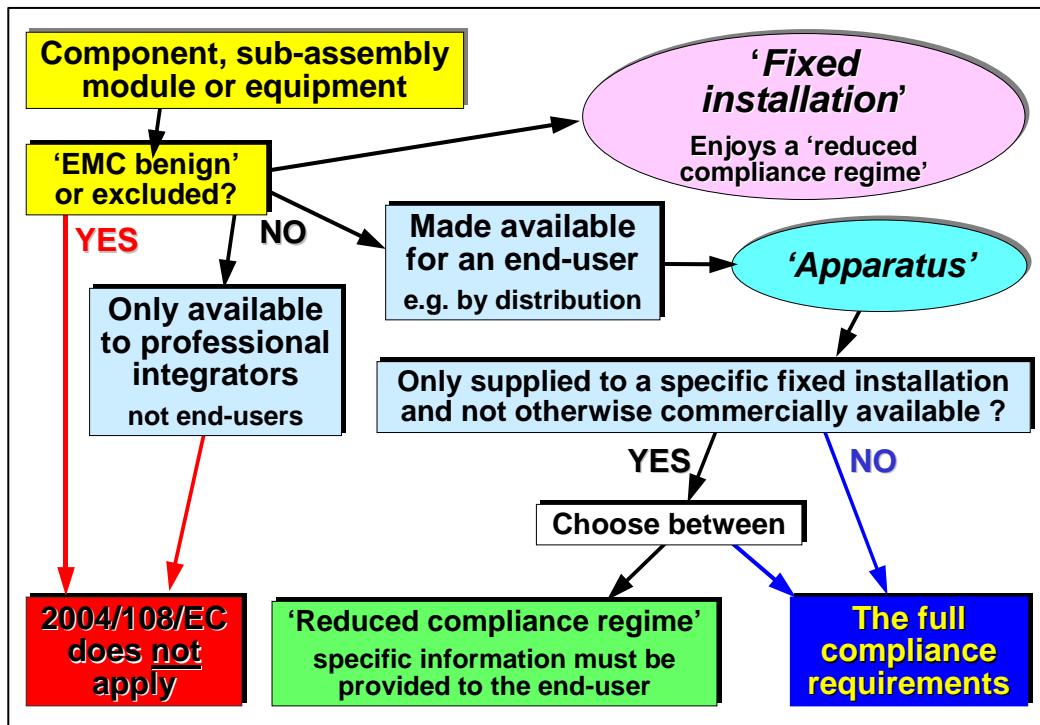 Component, sub-assembly
module or equipment
‘Fixed
installation’
Enjoys a ‘reduced
compliance regime’
‘EMC benign’
or excluded?
YES
NO
Made available
for an end-user
e.g. by distribution
‘Apparatus’
Only available
to professional
integrators
not end-users
Only supplied to a specific fixed installation
and not otherwise commercially available ?
YES
NO
Choose between
2004/108/EC
does not
apply
‘Reduced compliance regime’
specific information must be
provided to the end-user
The full
compliance
requirements